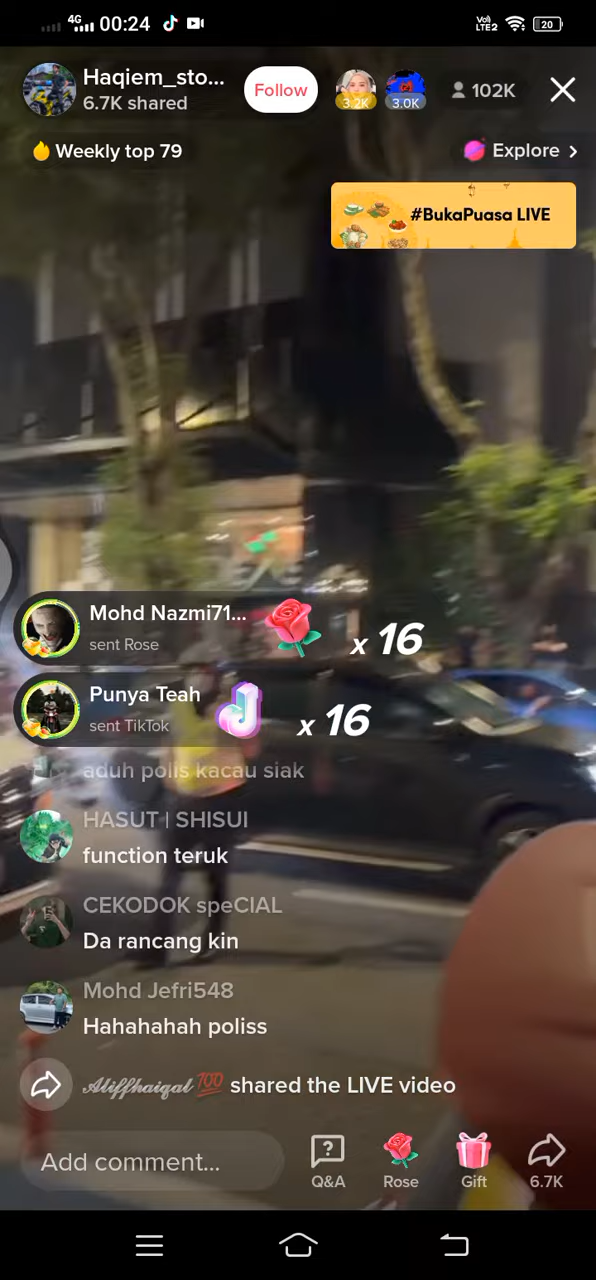 4G 00:24 VoI) LTE2 20
Haqiem_sto...
6.7K shared
Follow
3.2K 3.0K
102K
Weekly top 79
Explore >
#BukaPuasa LIVE
Mohd Nazmi71...
sent Rose
x 16
Punya Teah
sent TikTok
x 16
aduh polis kacau siak
HASUT | SHISUI
function teruk
CEKODOK speCIAL
Da rancang kin
Mohd Jefri548
Hahahahah poliss
𝓐𝓵𝓲𝓯𝓯𝓱𝓪𝓲𝓺𝓪𝓵💯 shared the LIVE video
Add comment...
Q&A Rose Gift 6.7K